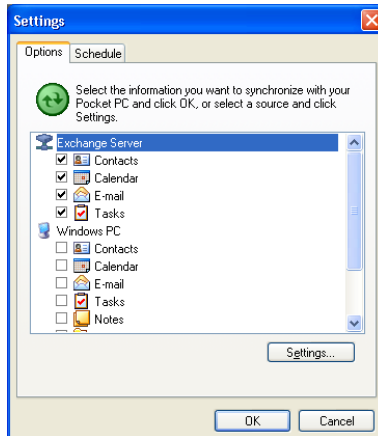 Settings
Options
Schedule
Select the information you want to synchronize with your
Pocket PC and click OK, or select a source and click
Settings.
Exchange Server
Contacts
Calendar
E-mail
Tasks
Windows PC
Contacts
Calendar
E-mail
Tasks
Notes
Settings...
OK
Cancel